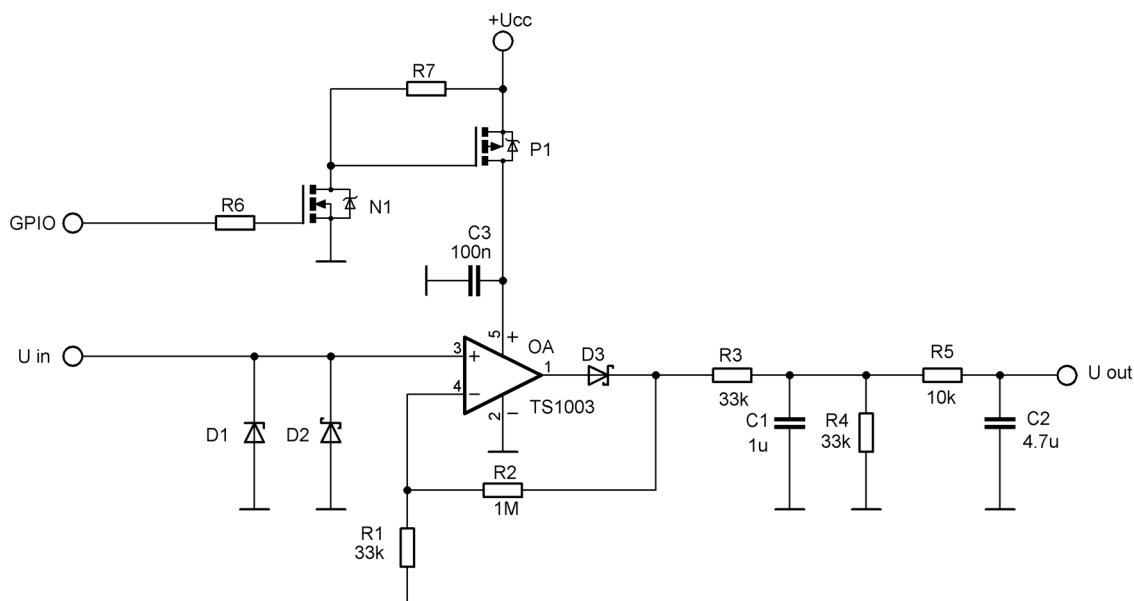 +Ucc
R7
P1
R6
N1
GPIO
C3
100n
5
+
OA
U in
3
+
1
D3
R3
33k
R5
10k
U out
4
−
2
−
TS1003
D1
D2
C1
1u
R4
33k
C2
4.7u
R2
1M
R1
33k